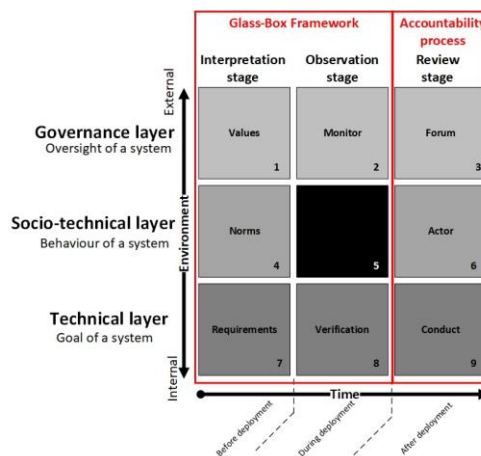 Glass-Box Framework
Accountability
process
Interpretation
stage
Observation
stage
Review
stage
External
Environment
Internal
Governance layer
Oversight of a system
Values
1
Monitor
2
Forum
3
Socio-technical layer
Behaviour of a system
Norms
4
5
Actor
6
Technical layer
Goal of a system
Requirements
7
Verification
8
Conduct
9
Time
Before deployment
During deployment
After deployment